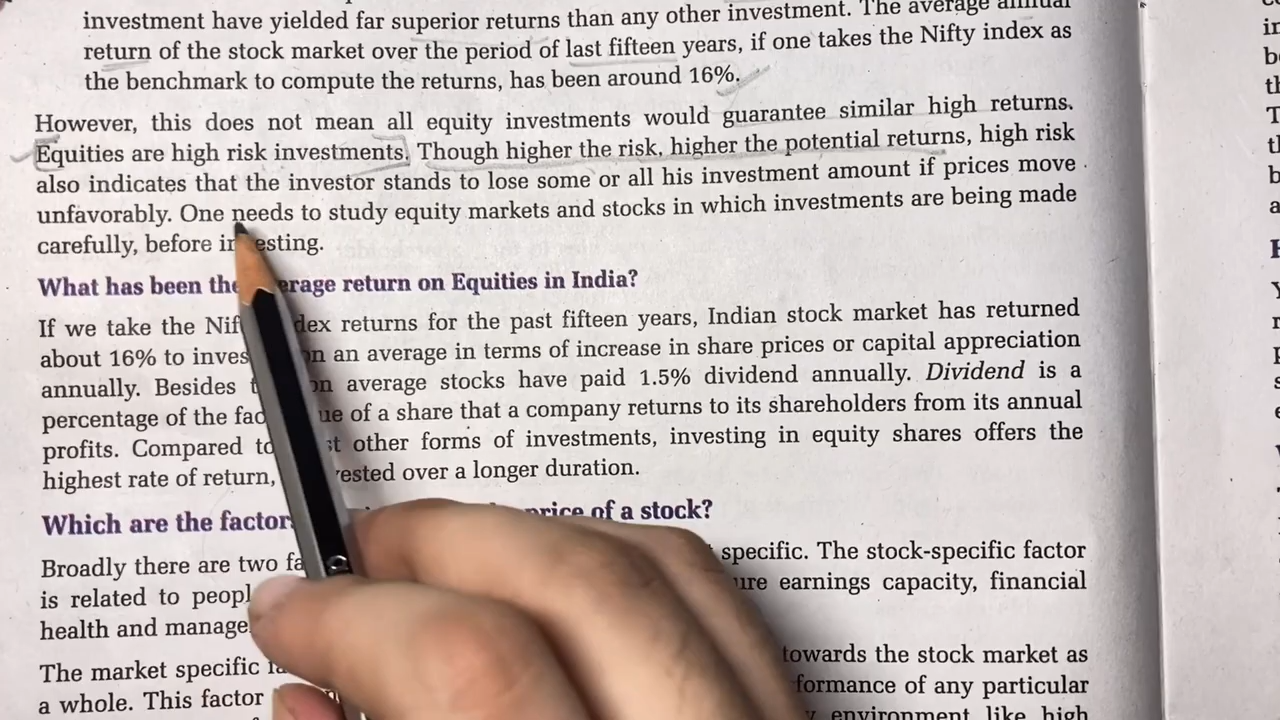 investment have yielded far superior returns than any other investment. The average annual
return of the stock market over the period of last fifteen years, if one takes the Nifty index as
the benchmark to compute the returns, has been around 16%.
However, this does not mean all equity investments would guarantee similar high returns.
Equities are high risk investments. Though higher the risk, higher the potential returns, high risk
also indicates that the investor stands to lose some or all his investment amount if prices move
unfavorably. One needs to study equity markets and stocks in which investments are being made
carefully, before investing.
What has been the average return on Equities in India?
If we take the Nif dex returns for the past fifteen years, Indian stock market has returned
about 16% to inves on an average in terms of increase in share prices or capital appreciation
annually. Besides on average stocks have paid 1.5% dividend annually. Dividend is a
percentage of the fac ue of a share that a company returns to its shareholders from its annual
profits. Compared to other forms of investments, investing in equity shares offers the
highest rate of return, ested over a longer duration.
Which are the factor price of a stock?
Broadly there are two fa specific. The stock-specific factor
is related to peopl ure earnings capacity, financial
health and manage
The market specific towards the stock market as
a whole. This factor formance of any particular
environment like high